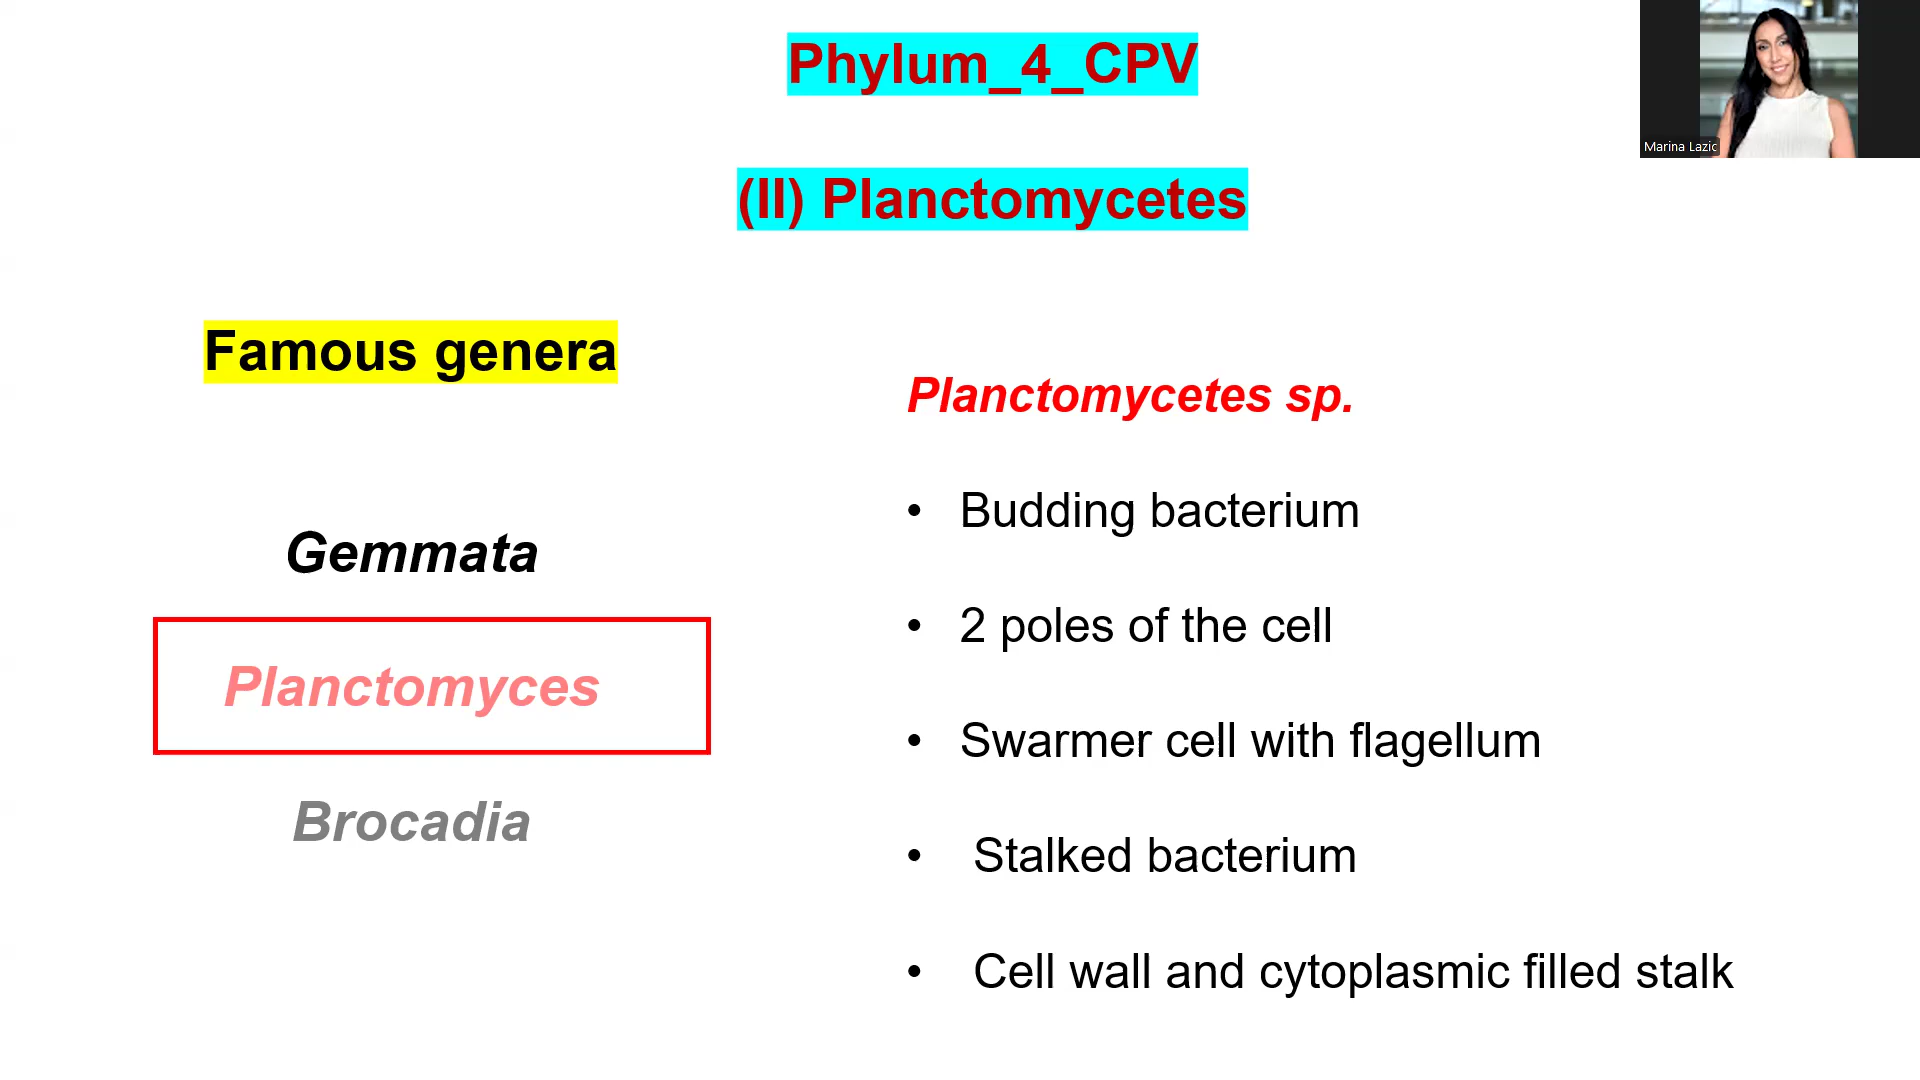 Phylum_4_CPV
Marina Lazic
(II) Planctomycetes
Famous genera
Gemmata
Planctomyces
Brocadia
Planctomycetes sp.
• Budding bacterium
• 2 poles of the cell
• Swarmer cell with flagellum
• Stalked bacterium
• Cell wall and cytoplasmic filled stalk